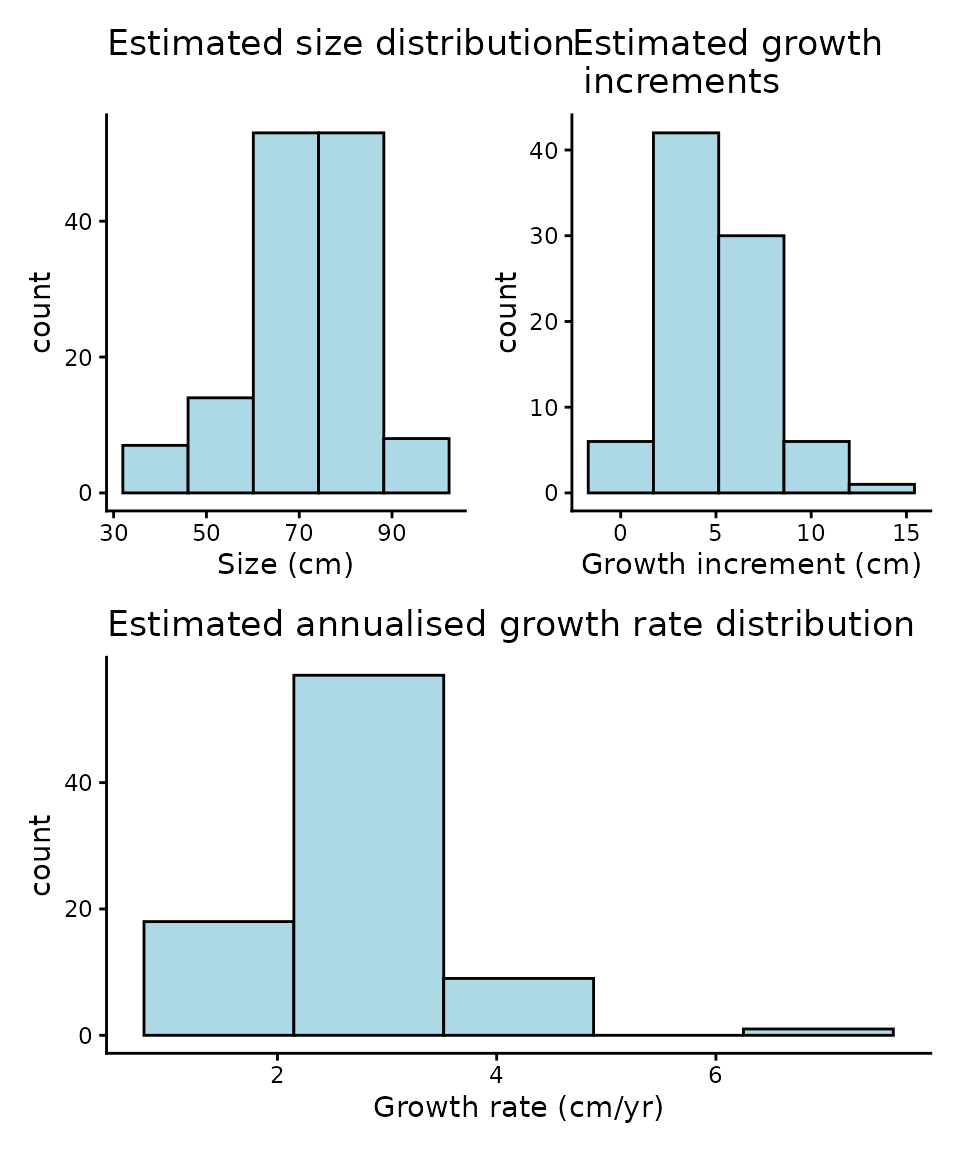 Estimated size distribution
count
40
20
0
30 50 70 90
Size (cm)
Estimated growth
increments
count
40
30
20
10
0
0 5 10 15
Growth increment (cm)
Estimated annualised growth rate distribution
count
40
20
0
2 4 6
Growth rate (cm/yr)